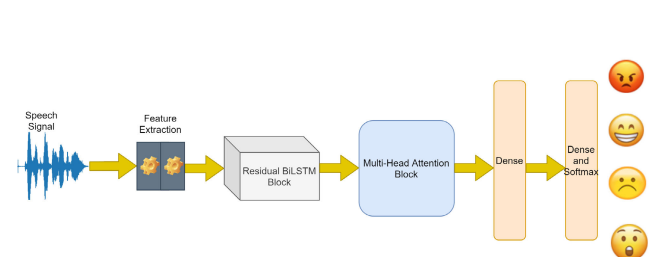 Speech
Signal
Feature
Extraction
Residual BiLSTM
Block
Multi-Head Attention
Block
Dense
Dense
and
Softmax